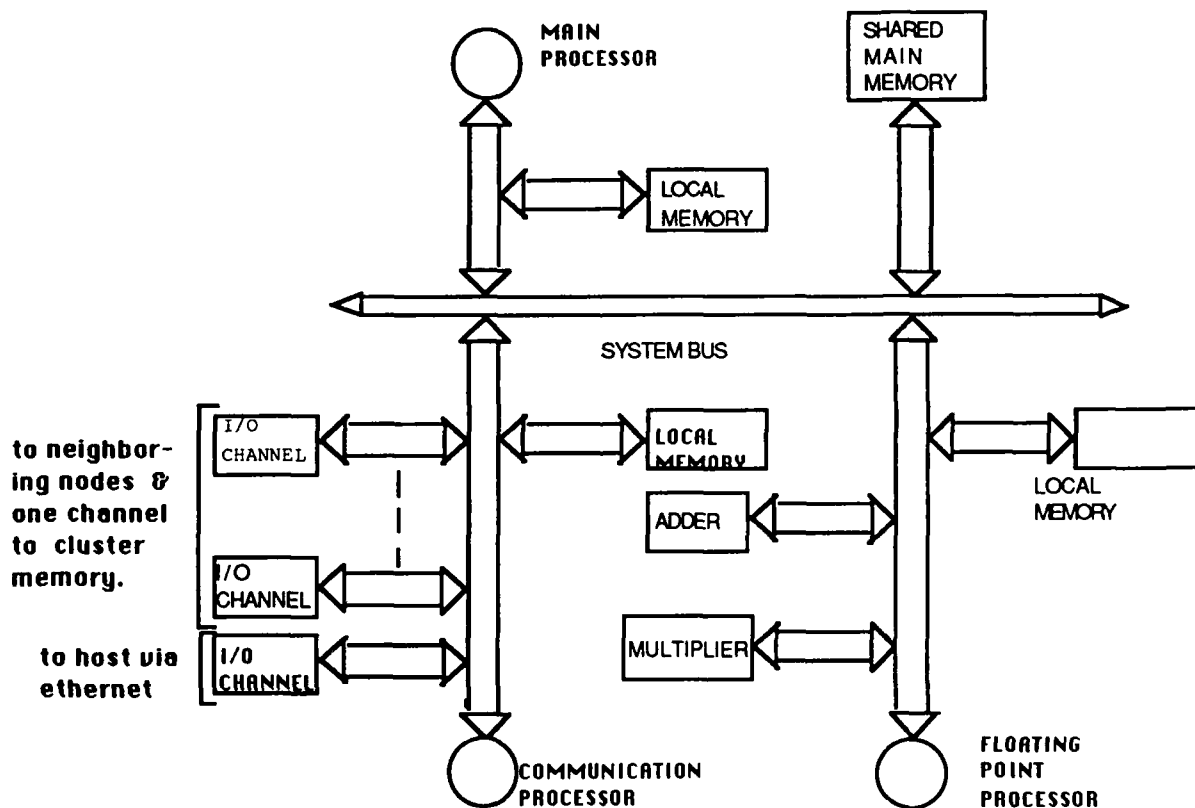 MAIN
PROCESSOR
SHARED
MAIN
MEMORY
LOCAL
MEMORY
SYSTEM BUS
to neighbor-
ing nodes &
one channel
to cluster
memory.
I/O
CHANNEL
LOCAL
MEMORY
LOCAL
MEMORY
ADDER
I/O
CHANNEL
MULTIPLIER
to host via
ethernet
I/O
CHANNEL
COMMUNICATION
PROCESSOR
FLOATING
POINT
PROCESSOR